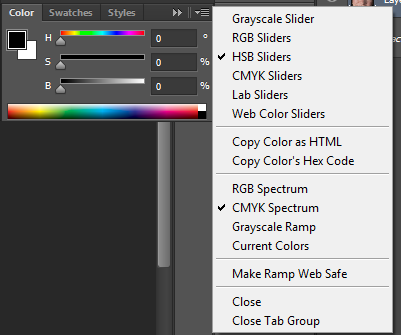 Color Swatches Styles
H 0 °
S 0 %
B 0 %
Grayscale Slider
RGB Sliders
HSB Sliders
CMYK Sliders
Lab Sliders
Web Color Sliders
Copy Color as HTML
Copy Color's Hex Code
RGB Spectrum
CMYK Spectrum
Grayscale Ramp
Current Colors
Make Ramp Web Safe
Close
Close Tab Group